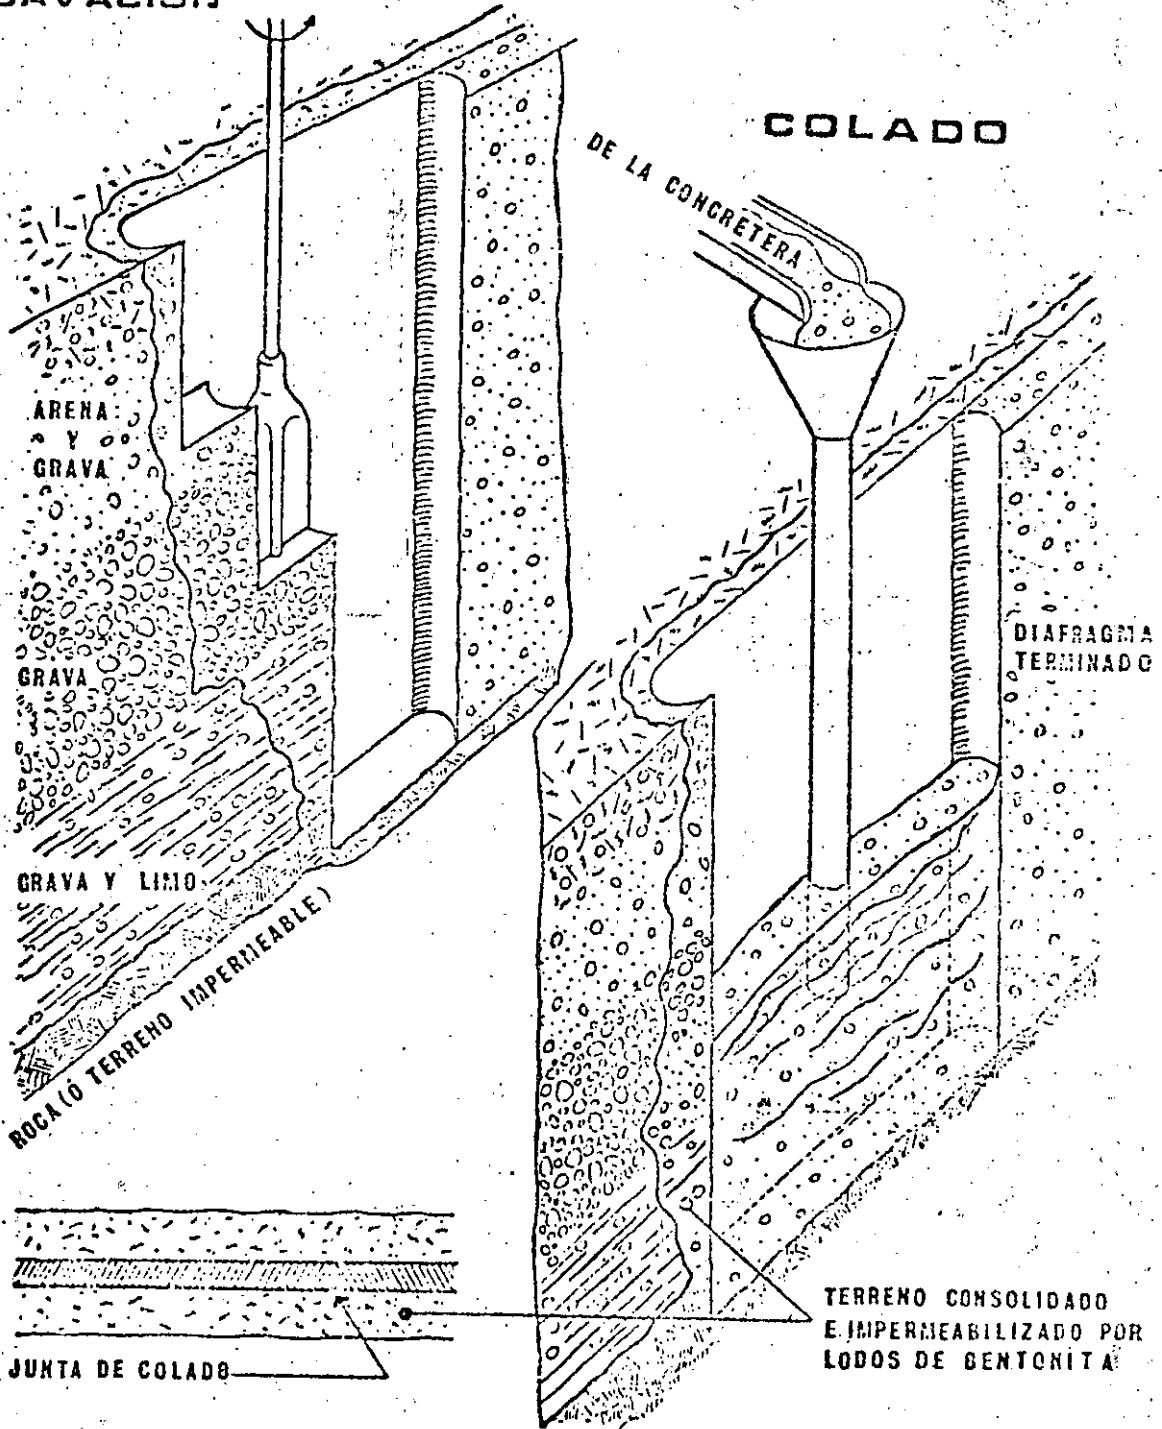 COLADO
DE LA CONCRETERA
ARENA
Y
GRAVA
GRAVA
DIAFRAGMA
TERMINADO
GRAVA Y LIMO
ROCA (Ó TERRENO IMPERMEABLE)
TERRENO CONSOLIDADO
E IMPERMEABILIZADO POR
LODOS DE BENTONITA
JUNTA DE COLADO